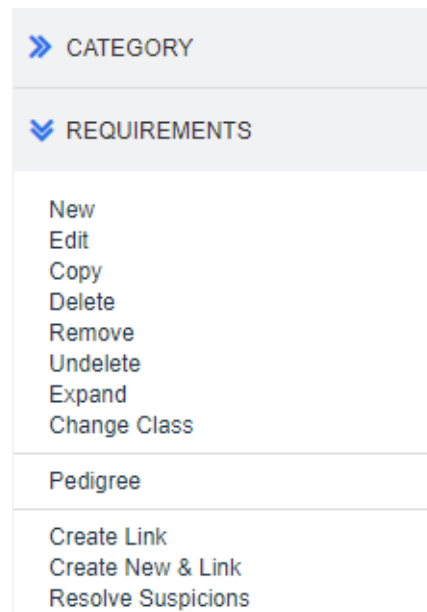 CATEGORY
REQUIREMENTS
New
Edit
Copy
Delete
Remove
Undelete
Expand
Change Class
Pedigree
Create Link
Create New & Link
Resolve Suspicions